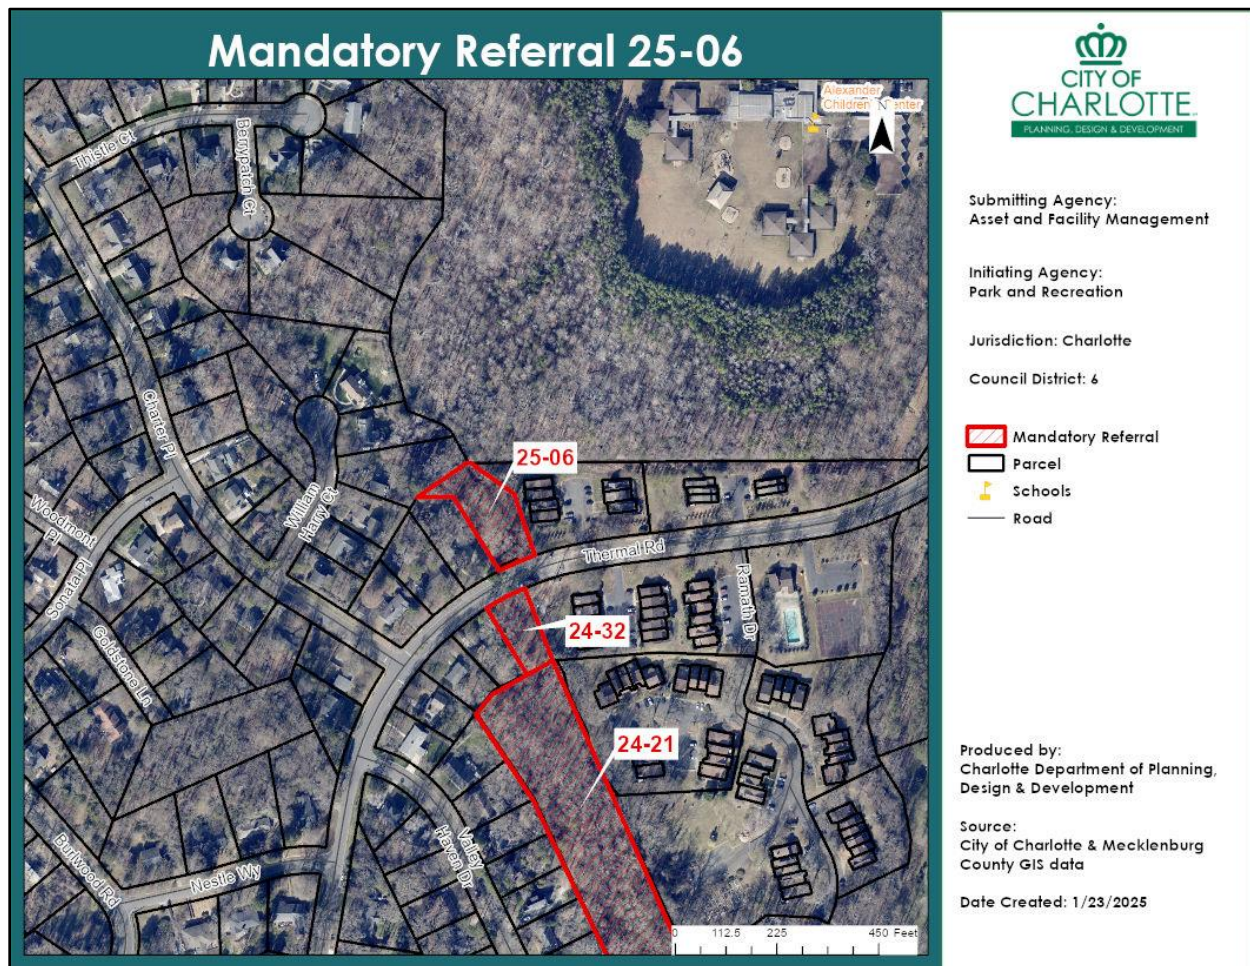 Mandatory Referral 25-06
Alexander
Children's Center
N
Thistle Ct
Berrypatch Ct
Charter Pl
William
Harry Ct
Woodmont
Pl
Sonata Pl
Goldstone Ln
25-06
Thermal Rd
Ramath Dr
24-32
24-21
Valley
Haven Dr
Burlwood Rd
Nestle Wy
0 112.5 225 450 Feet
CITY OF
CHARLOTTE
PLANNING, DESIGN & DEVELOPMENT
Submitting Agency:
Asset and Facility Management
Initiating Agency:
Park and Recreation
Jurisdiction: Charlotte
Council District: 6
Mandatory Referral
Parcel
Schools
Road
Produced by:
Charlotte Department of Planning,
Design & Development
Source:
City of Charlotte & Mecklenburg
County GIS data
Date Created: 1/23/2025